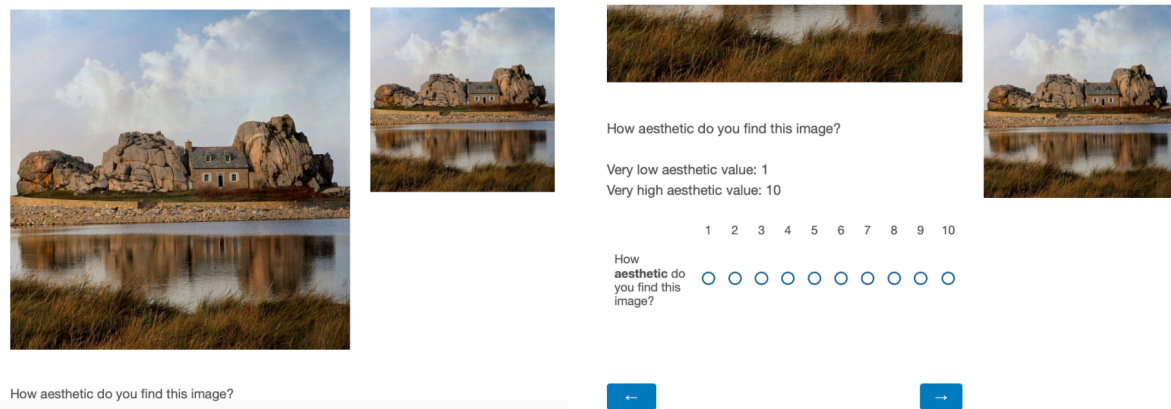 How aesthetic do you find this image?
How aesthetic do you find this image?
Very low aesthetic value: 1
Very high aesthetic value: 10
1 2 3 4 5 6 7 8 9 10
How
aesthetic do
you find this
image?
←
→